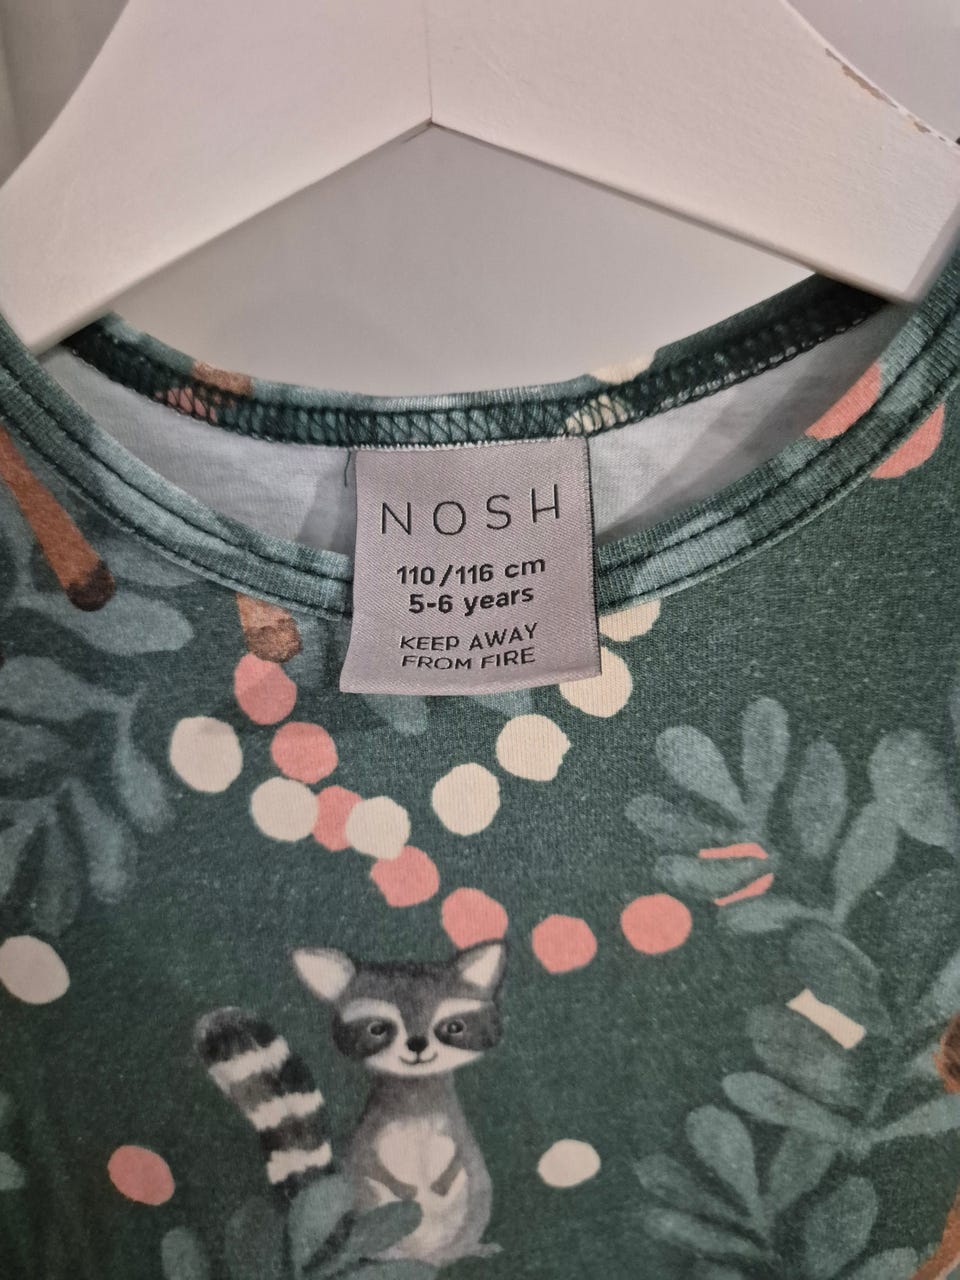 NOSH
110/116 cm
5-6 years
KEEP AWAY
FROM FIRE